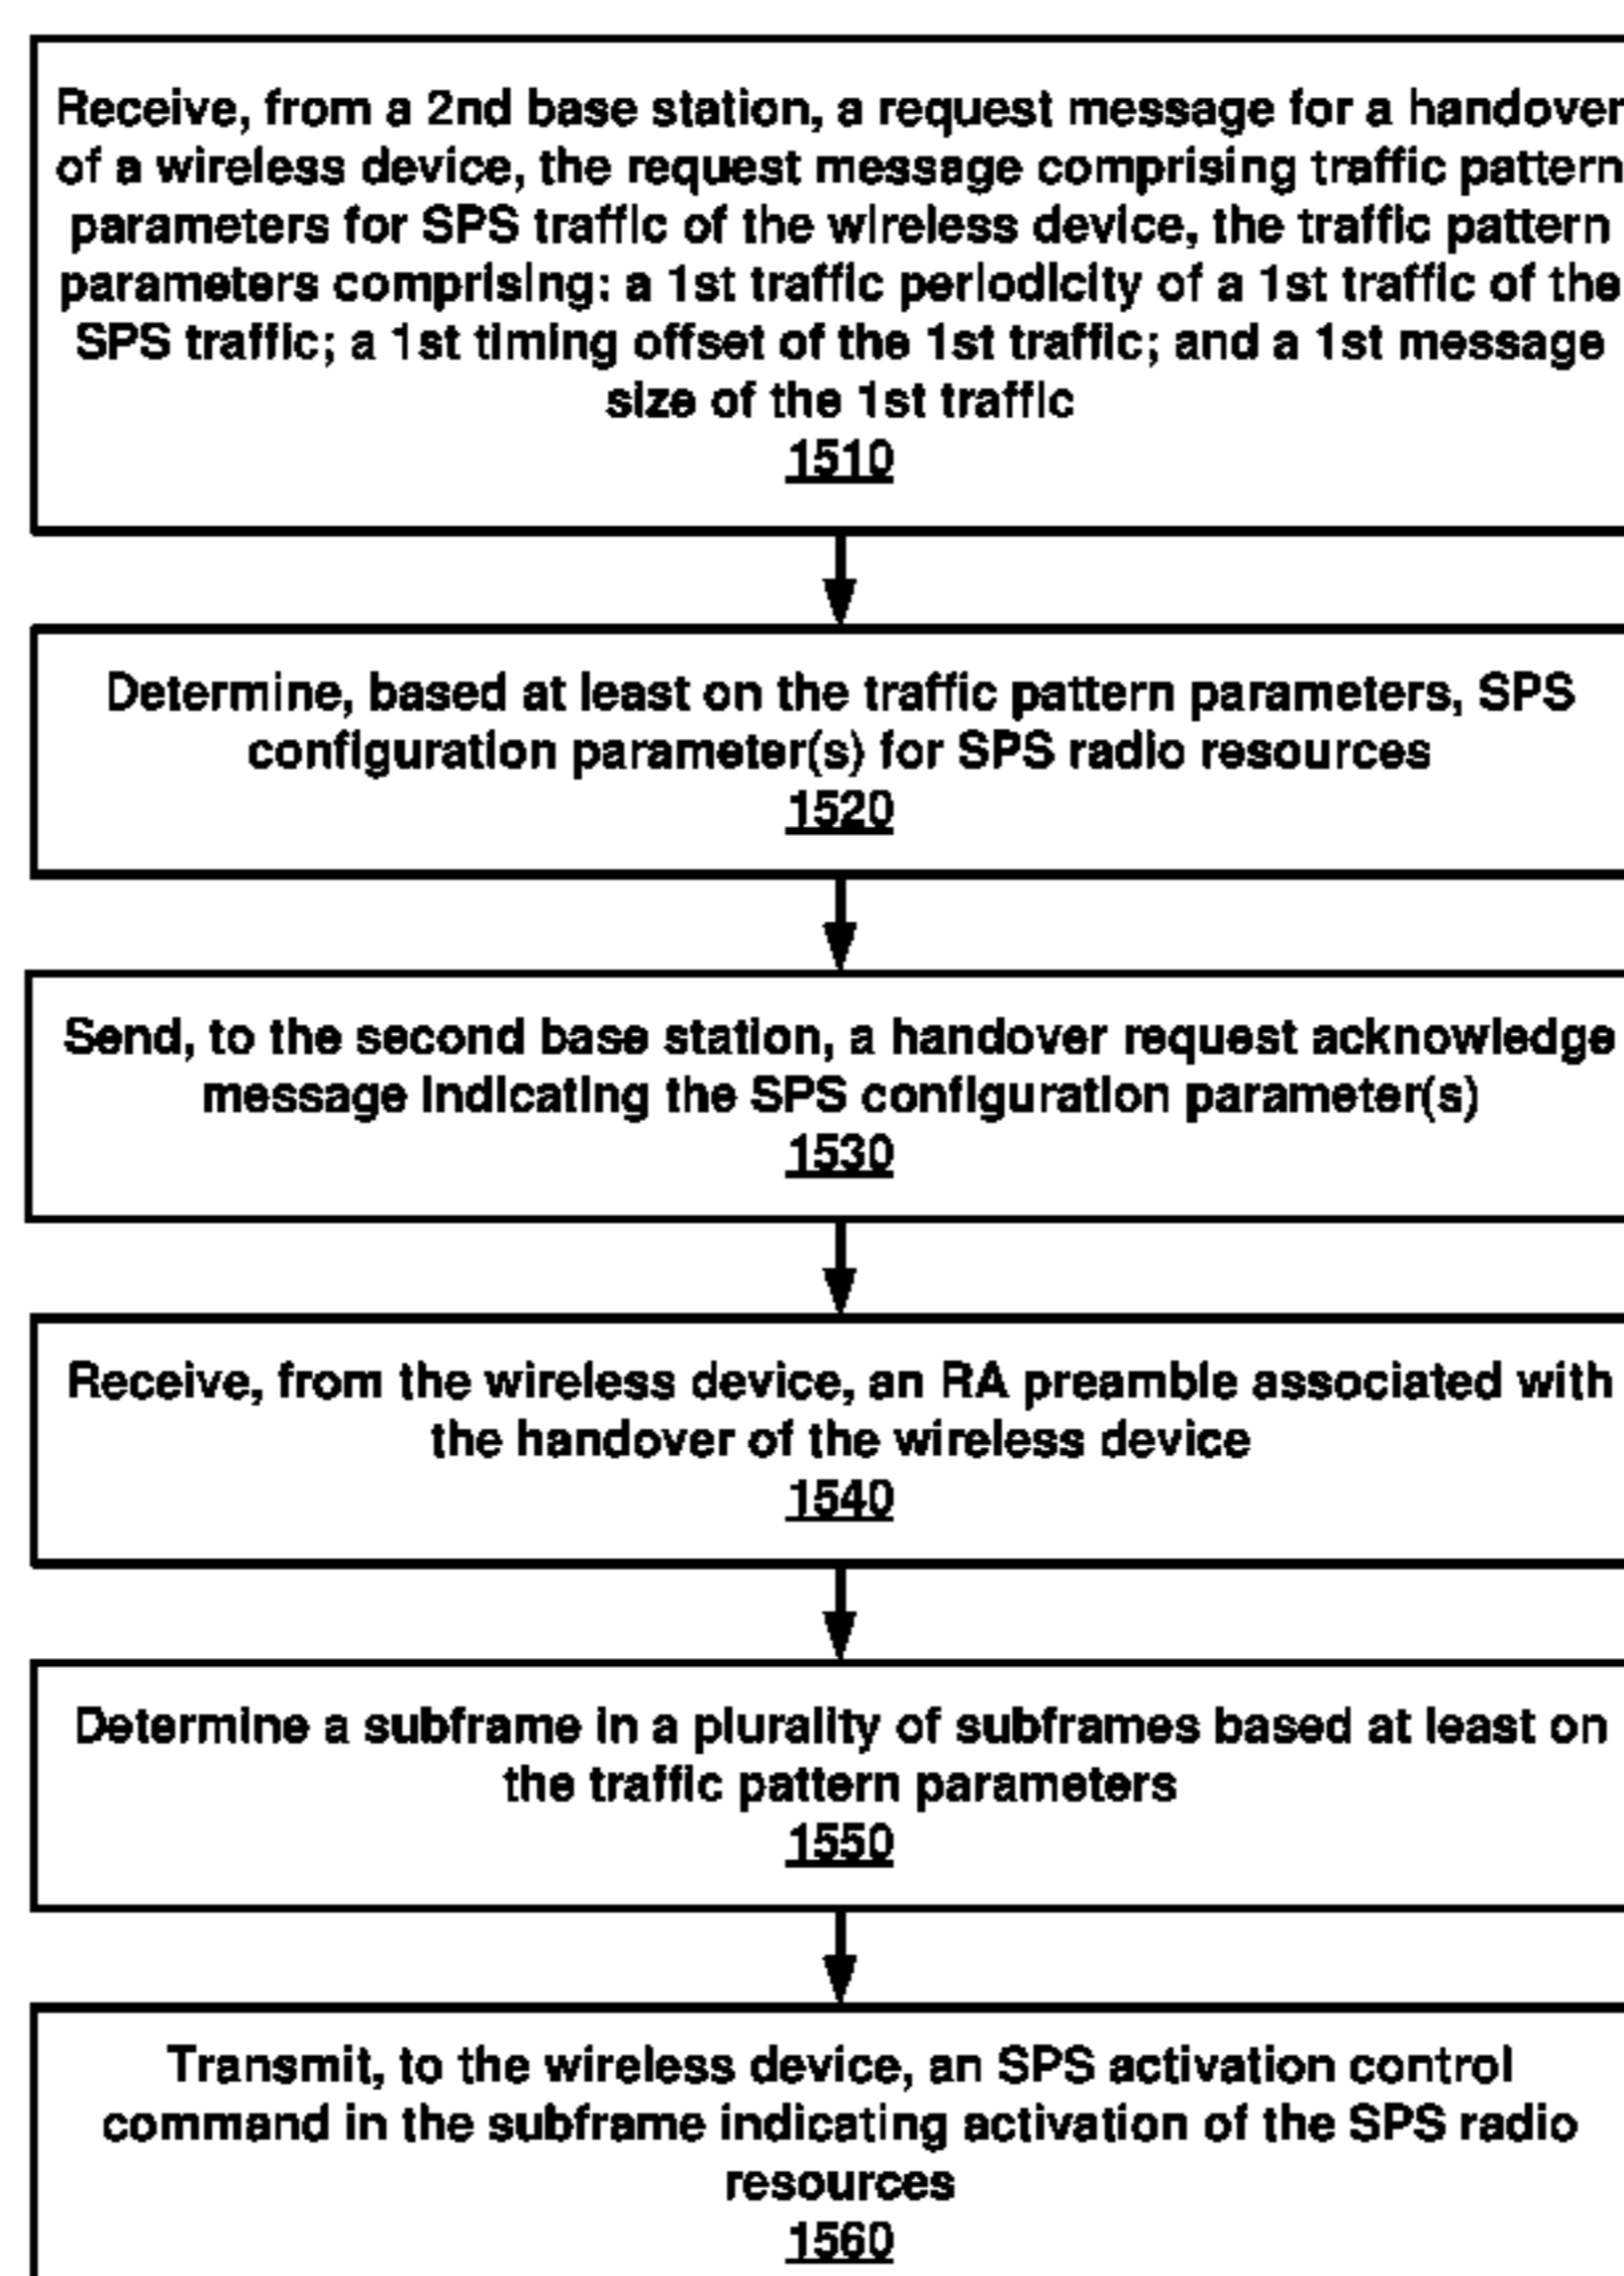 Receive, from a 2nd base station, a request message for a handover
of a wireless device, the request message comprising traffic pattern
parameters for SPS traffic of the wireless device, the traffic pattern
parameters comprising: a 1st traffic periodicity of a 1st traffic of the
SPS traffic; a 1st timing offset of the 1st traffic; and a 1st message
size of the 1st traffic
1510
Determine, based at least on the traffic pattern parameters, SPS
configuration parameter(s) for SPS radio resources
1520
Send, to the second base station, a handover request acknowledge
message indicating the SPS configuration parameter(s)
1530
Receive, from the wireless device, an RA preamble associated with
the handover of the wireless device
1540
Determine a subframe in a plurality of subframes based at least on
the traffic pattern parameters
1550
Transmit, to the wireless device, an SPS activation control
command in the subframe indicating activation of the SPS radio
resources
1560